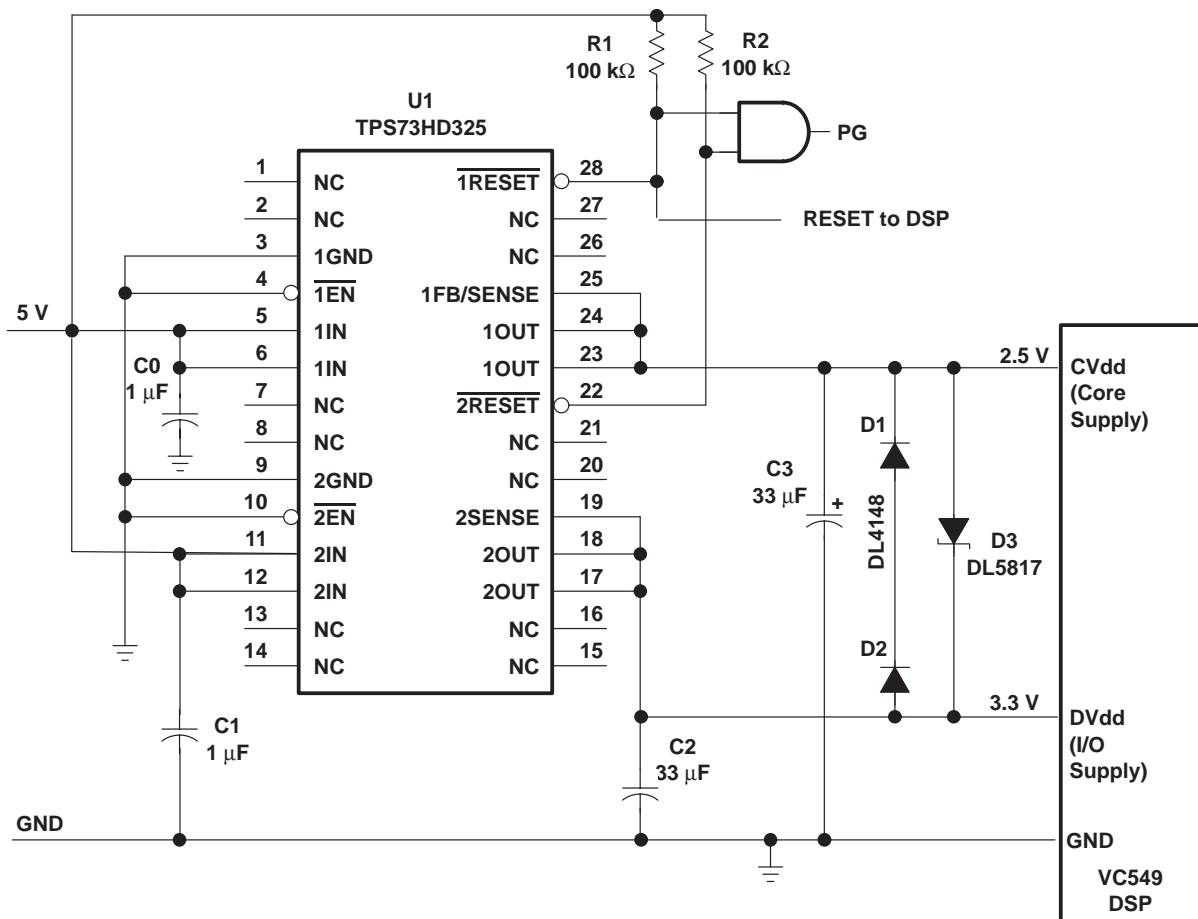 R1
100 kΩ
R2
100 kΩ
U1
TPS73HD325
PG
1
NC
2
NC
3
1GND
4
1EN
5
1IN
6
1IN
7
NC
8
NC
9
2GND
10
2EN
11
2IN
12
2IN
13
NC
14
NC
1RESET
28
NC
27
NC
26
1FB/SENSE
25
1OUT
24
1OUT
23
2RESET
22
NC
21
NC
20
2SENSE
19
2OUT
18
2OUT
17
NC
16
NC
15
RESET to DSP
5 V
C0
1 μF
C1
1 μF
GND
C2
33 μF
C3
33 μF
+
D1
DL4148
D2
D3
DL5817
2.5 V
CVdd
(Core
Supply)
3.3 V
DVdd
(I/O
Supply)
GND
VC549
DSP